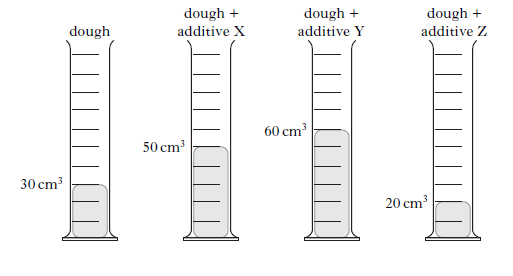 dough
dough +
additive X
dough +
additive Y
dough +
additive Z
30 cm³
50 cm³
60 cm³
20 cm³